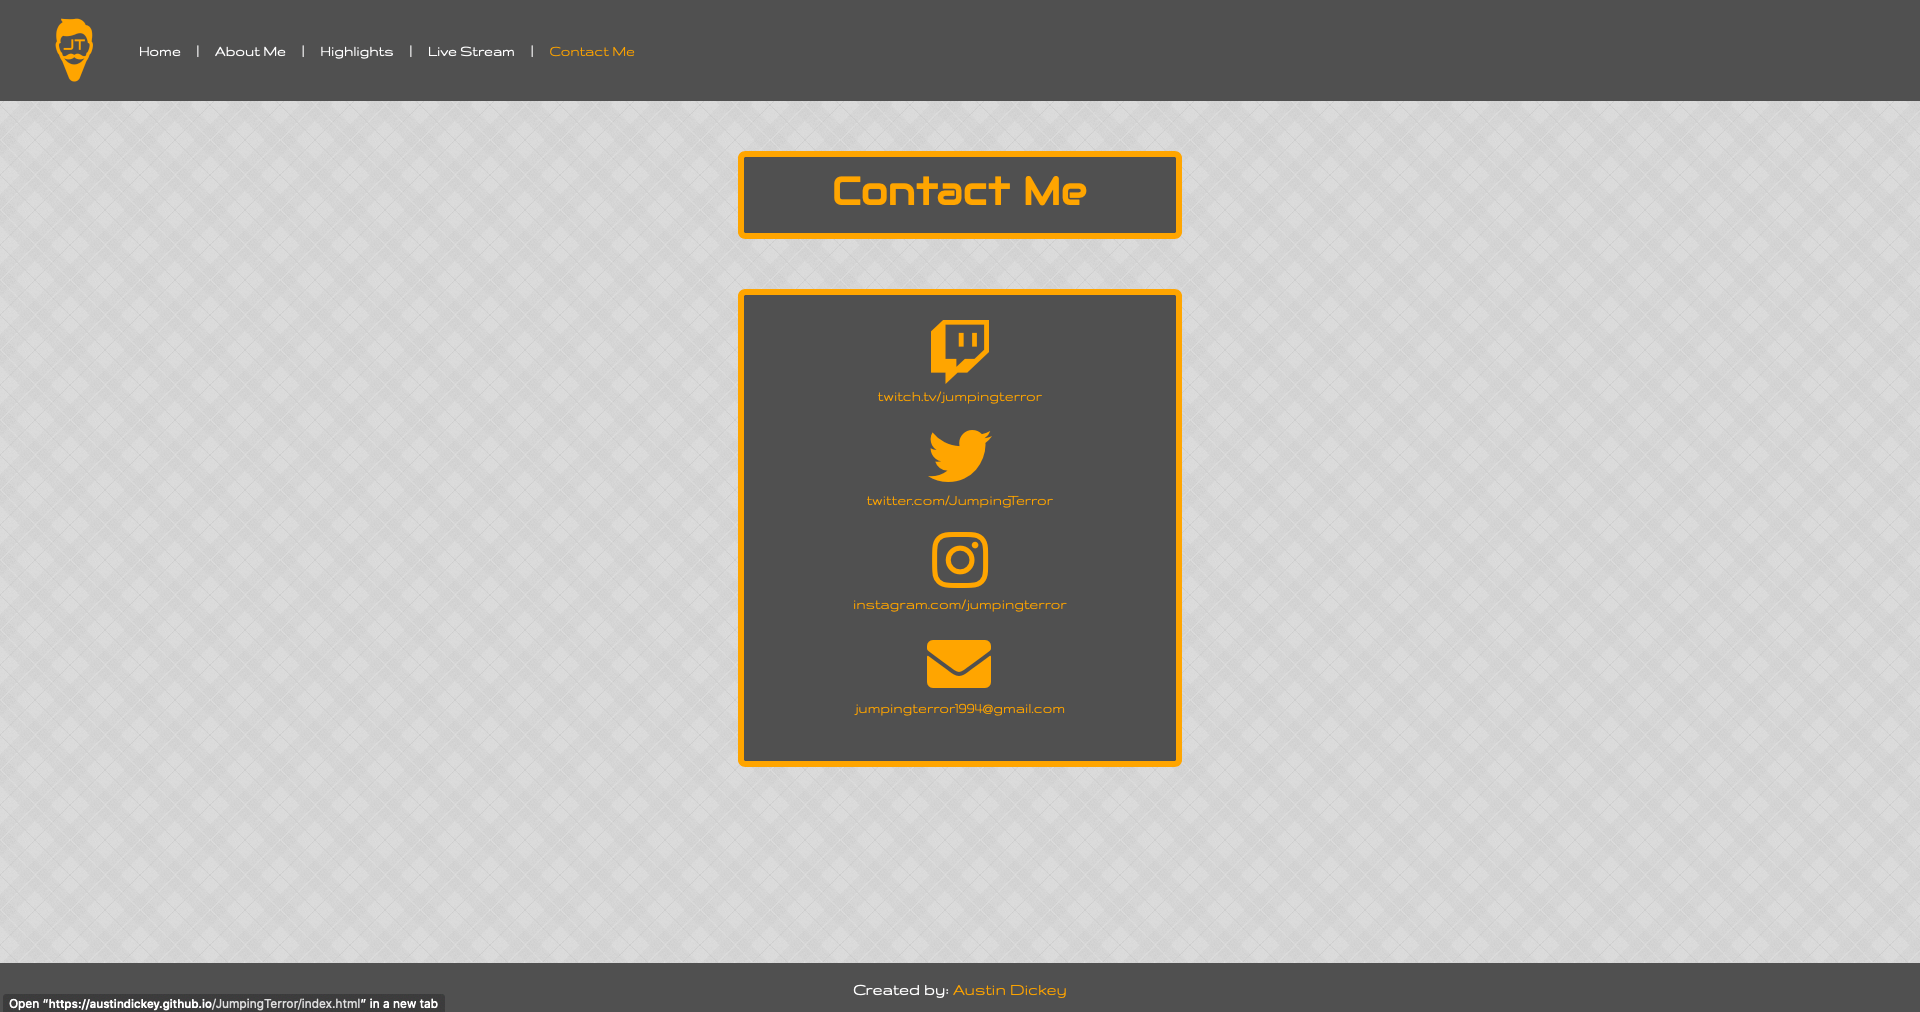 JT
Home | About Me | Highlights | Live Stream | Contact Me
Contact Me
twitch.tv/jumpingterror
twitter.com/JumpingTerror
instagram.com/jumpingterror
jumpingterror1994@gmail.com
Created by: Austin Dickey
Open "https://austindickey.github.io/JumpingTerror/index.html" in a new tab